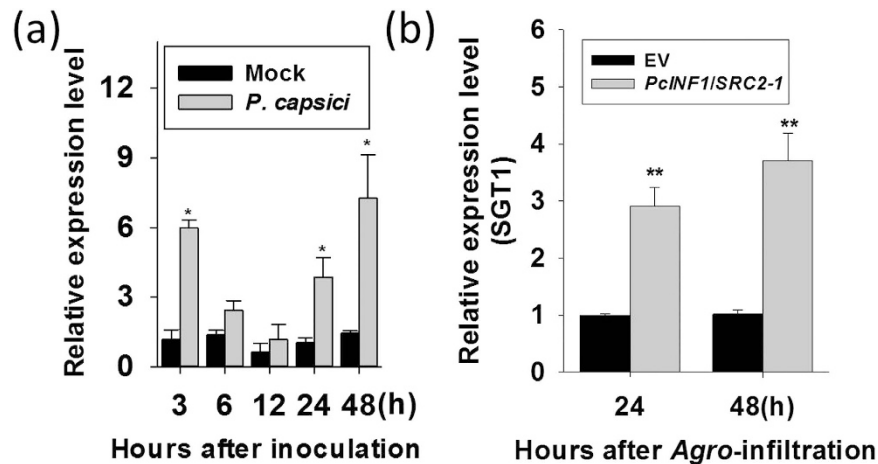 (a)
Relative expression level
12
9
6
3
0
Mock
P. capsici
*
*
*
3 6 12 24 48(h)
Hours after inoculation
(b)
Relative expression level
(SGT1)
6
5
4
3
2
1
0
EV
PcINF1/SRC2-1
**
**
24 48(h)
Hours after Agro-infiltration